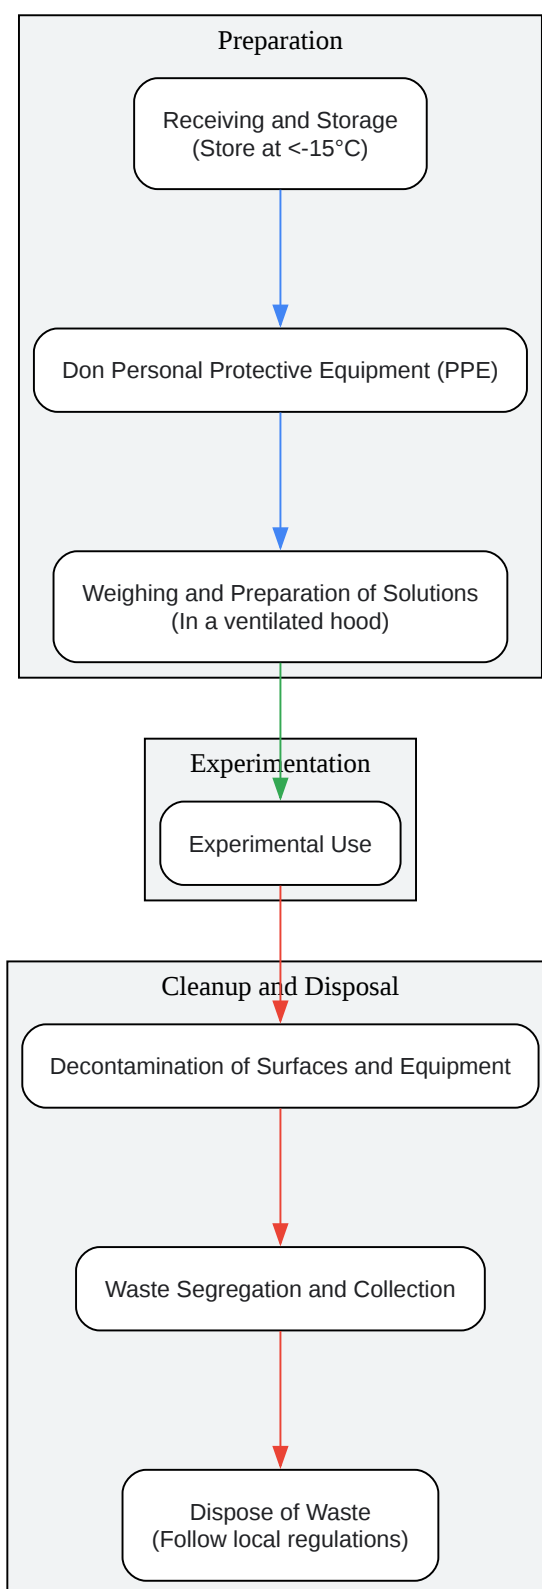 Preparation
Receiving and Storage
(Store at <-15°C)
Don Personal Protective Equipment (PPE)
Weighing and Preparation of Solutions
(In a ventilated hood)
Experimentation
Experimental Use
Cleanup and Disposal
Decontamination of Surfaces and Equipment
Waste Segregation and Collection
Dispose of Waste
(Follow local regulations)